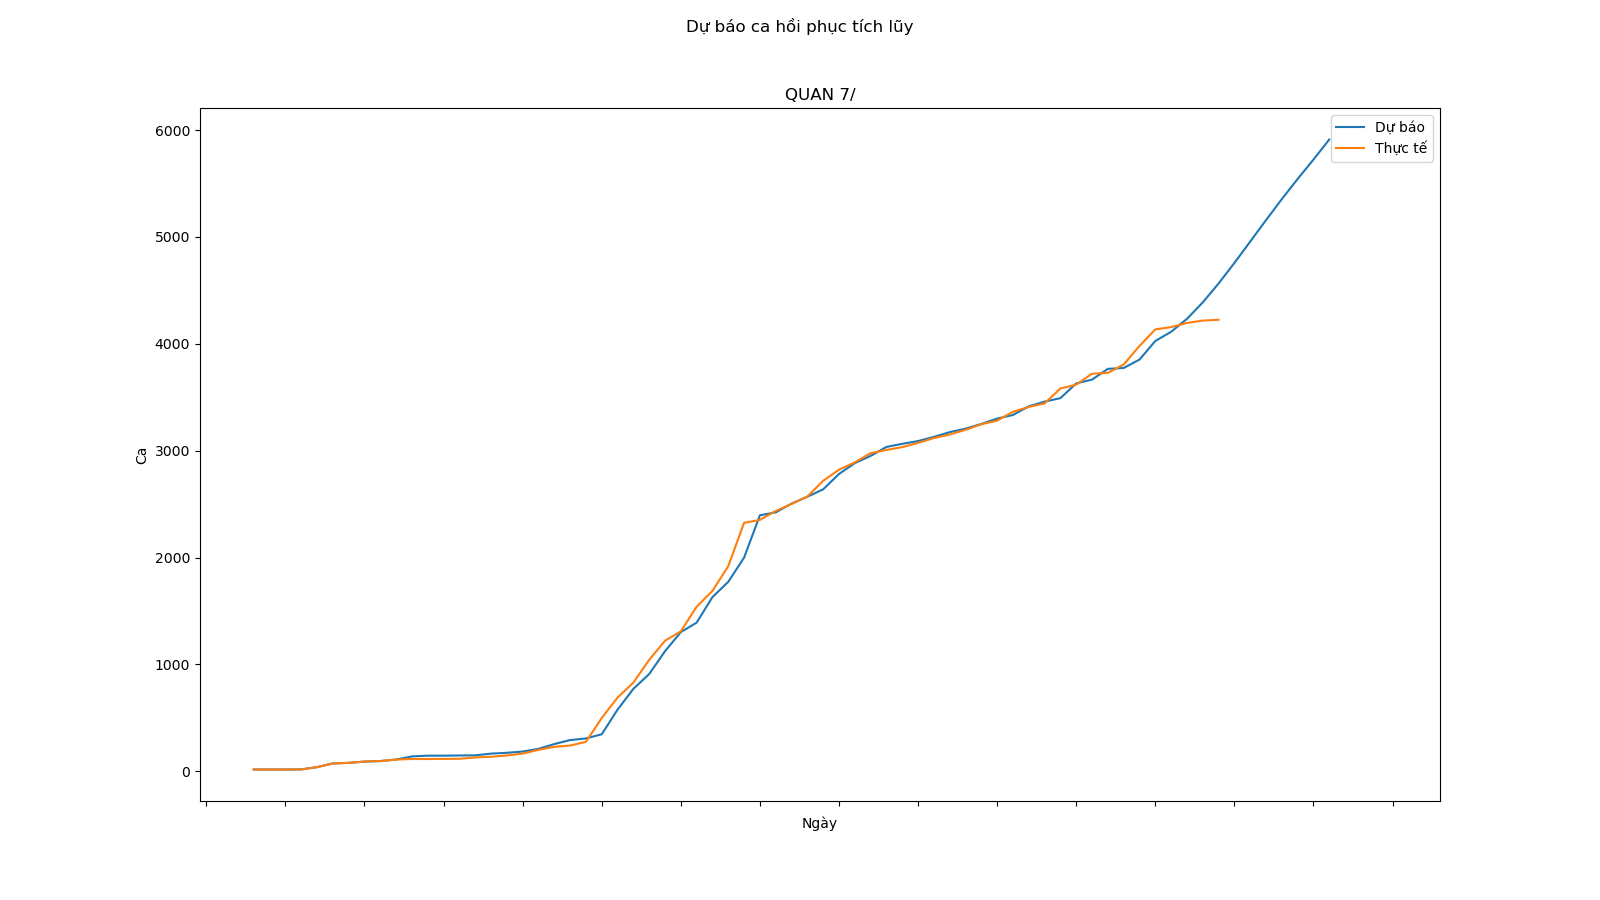 Dự báo ca hồi phục tích lũy
QUAN 7/
6000
5000
4000
3000
2000
1000
0
Ca
Ngày
Dự báo
Thực tế